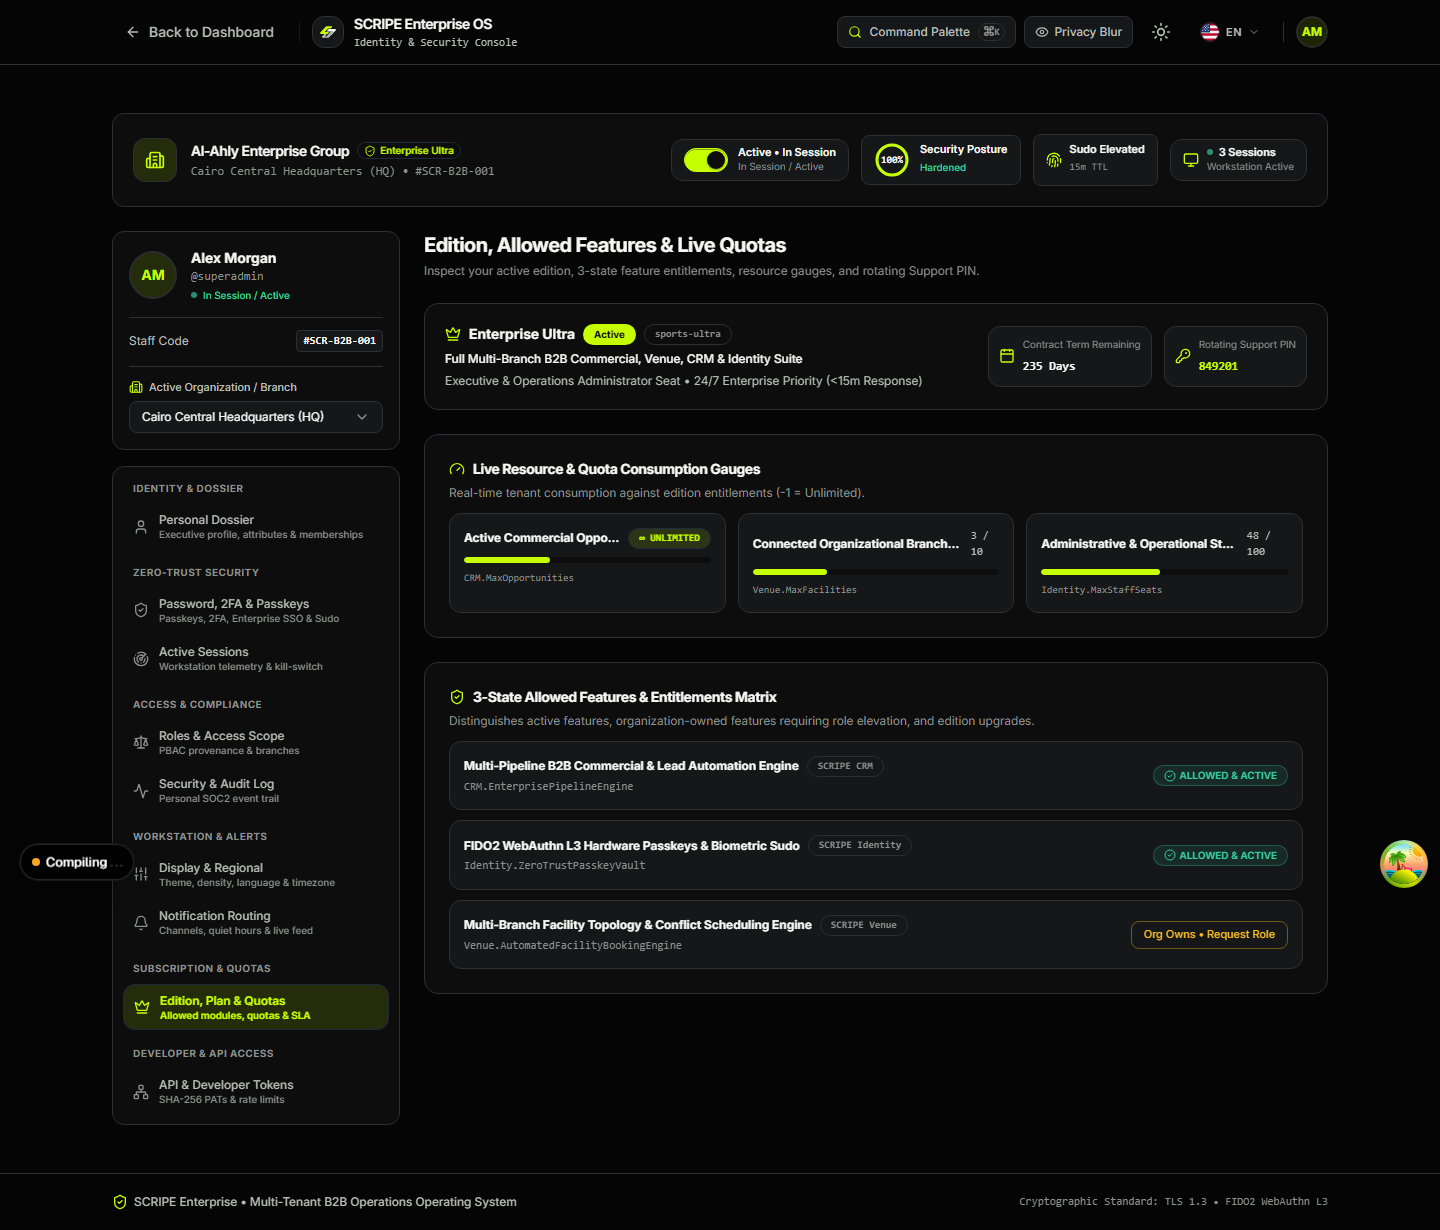 Back to Dashboard
SCRIPE Enterprise OS
Identity & Security Console
Command Palette ⌘K
Privacy Blur
EN
AM
Al-Ahly Enterprise Group
Enterprise Ultra
Cairo Central Headquarters (HQ) • #SCR-B2B-001
Active • In Session
In Session / Active
100%
Security Posture
Hardened
Sudo Elevated
15m TTL
3 Sessions
Workstation Active
AM
Alex Morgan
@superadmin
In Session / Active
Staff Code
#SCR-B2B-001
Active Organization / Branch
Cairo Central Headquarters (HQ)
IDENTITY & DOSSIER
Personal Dossier
Executive profile, attributes & memberships
ZERO-TRUST SECURITY
Password, 2FA & Passkeys
Passkeys, 2FA, Enterprise SSO & Sudo
Active Sessions
Workstation telemetry & kill-switch
ACCESS & COMPLIANCE
Roles & Access Scope
PBAC provenance & branches
Security & Audit Log
Personal SOC2 event trail
WORKSTATION & ALERTS
Compiling...
Display & Regional
Theme, density, language & timezone
Notification Routing
Channels, quiet hours & live feed
SUBSCRIPTION & QUOTAS
Edition, Plan & Quotas
Allowed modules, quotas & SLA
DEVELOPER & API ACCESS
API & Developer Tokens
SHA-256 PATs & rate limits
Edition, Allowed Features & Live Quotas
Inspect your active edition, 3-state feature entitlements, resource gauges, and rotating Support PIN.
Enterprise Ultra
Active
sports-ultra
Full Multi-Branch B2B Commercial, Venue, CRM & Identity Suite
Executive & Operations Administrator Seat • 24/7 Enterprise Priority (<15m Response)
Contract Term Remaining
235 Days
Rotating Support PIN
849201
Live Resource & Quota Consumption Gauges
Real-time tenant consumption against edition entitlements (-1 = Unlimited).
Active Commercial Oppo...
∞ UNLIMITED
CRM.MaxOpportunities
Connected Organizational Branch...
3 /
10
Venue.MaxFacilities
Administrative & Operational St...
48 /
100
Identity.MaxStaffSeats
3-State Allowed Features & Entitlements Matrix
Distinguishes active features, organization-owned features requiring role elevation, and edition upgrades.
Multi-Pipeline B2B Commercial & Lead Automation Engine
SCRIPE CRM
CRM.EnterprisePipelineEngine
ALLOWED & ACTIVE
FIDO2 WebAuthn L3 Hardware Passkeys & Biometric Sudo
SCRIPE Identity
Identity.ZeroTrustPasskeyVault
ALLOWED & ACTIVE
Multi-Branch Facility Topology & Conflict Scheduling Engine
SCRIPE Venue
Venue.AutomatedFacilityBookingEngine
Org Owns • Request Role
SCRIPE Enterprise • Multi-Tenant B2B Operations Operating System
Cryptographic Standard: TLS 1.3 • FIDO2 WebAuthn L3